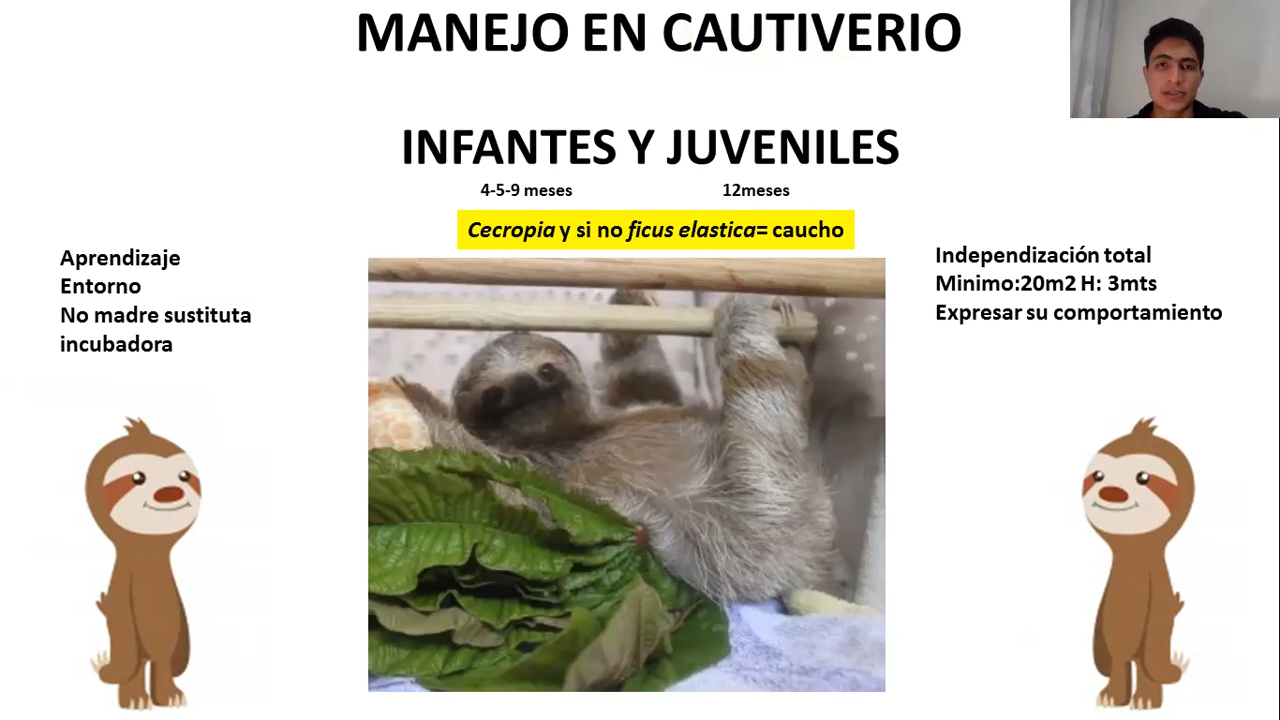 MANEJO EN CAUTIVERIO
INFANTES Y JUVENILES
4-5-9 meses
12meses
Cecropia y si no ficus elastica= caucho
Aprendizaje
Entorno
No madre sustituta
incubadora
Independización total
Minimo:20m2 H: 3mts
Expresar su comportamiento